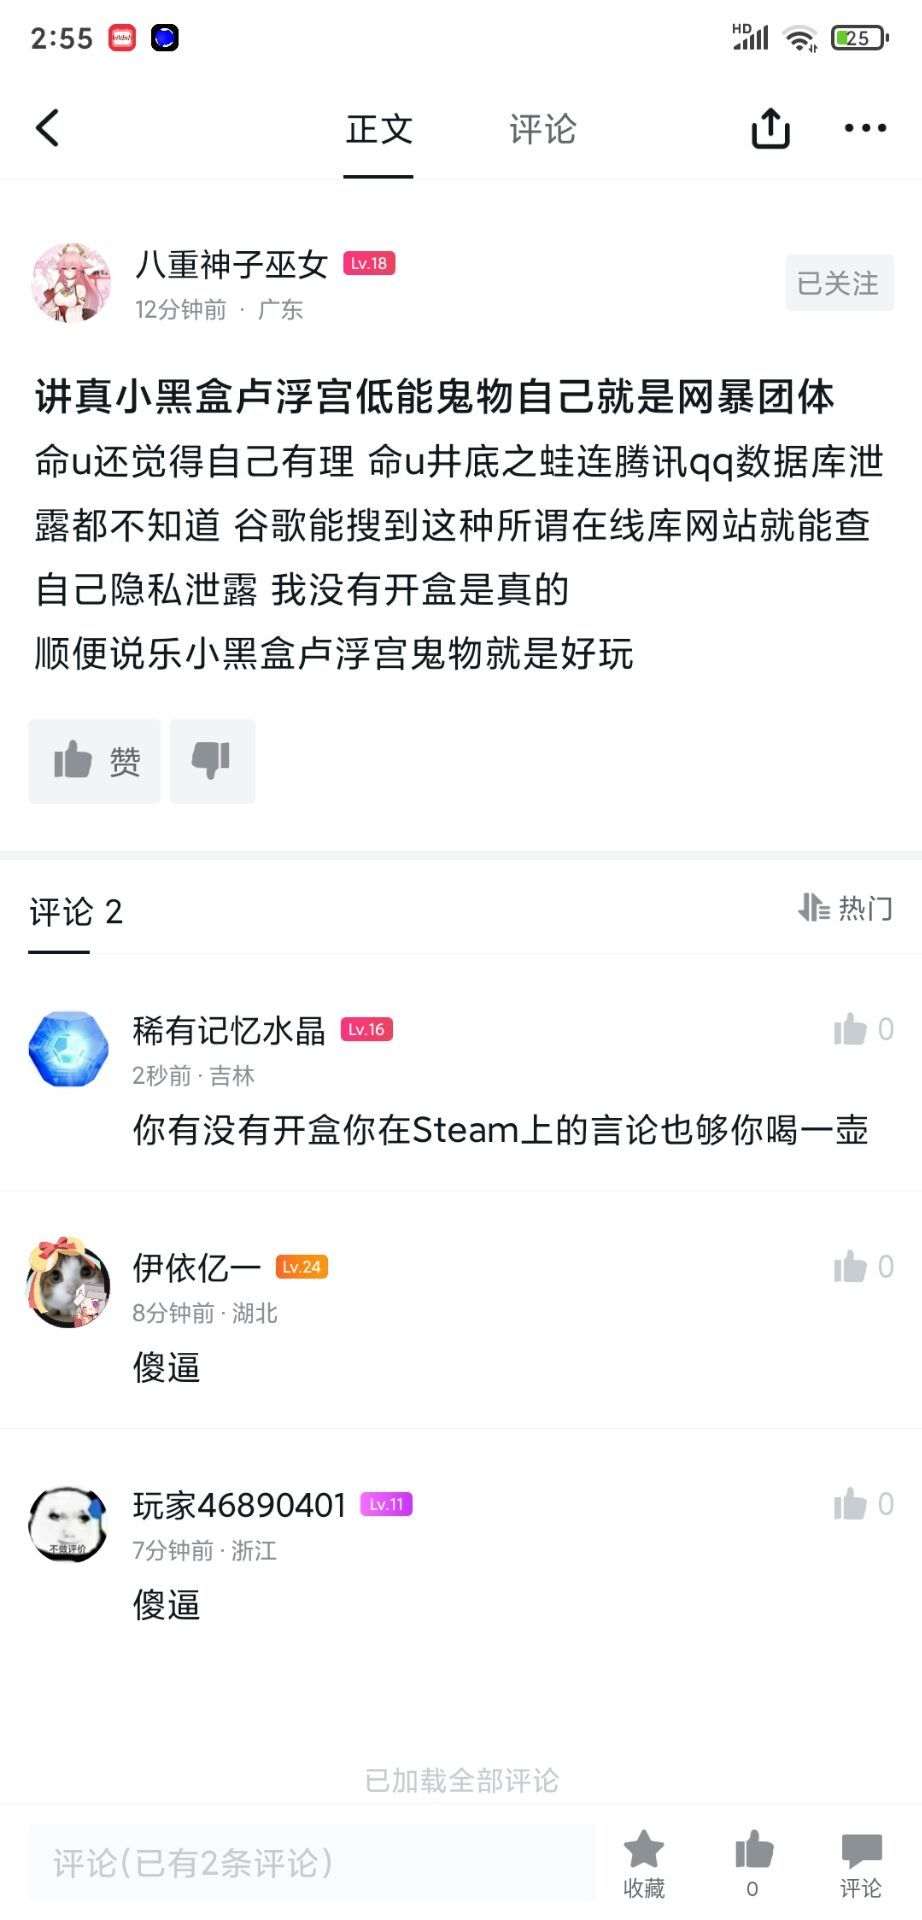 2:55
HD
25
正文
评论
八重神子巫女 Lv.18
12分钟前 · 广东
已关注
讲真小黑盒卢浮宫低能鬼物自己就是网暴团体
命u还觉得自己有理 命u井底之蛙连腾讯qq数据库泄
露都不知道 谷歌能搜到这种所谓在线库网站就能查
自己隐私泄露 我没有开盒是真的
顺便说乐小黑盒卢浮宫鬼物就是好玩
赞
评论 2
热门
稀有记忆水晶 Lv.16
0
2秒前 · 吉林
你有没有开盒你在Steam上的言论也够你喝一壶
伊依亿一 Lv.24
0
8分钟前 · 湖北
傻逼
玩家46890401 Lv.11
0
不做评价
7分钟前 · 浙江
傻逼
已加载全部评论
评论(已有2条评论)
收藏
0
评论